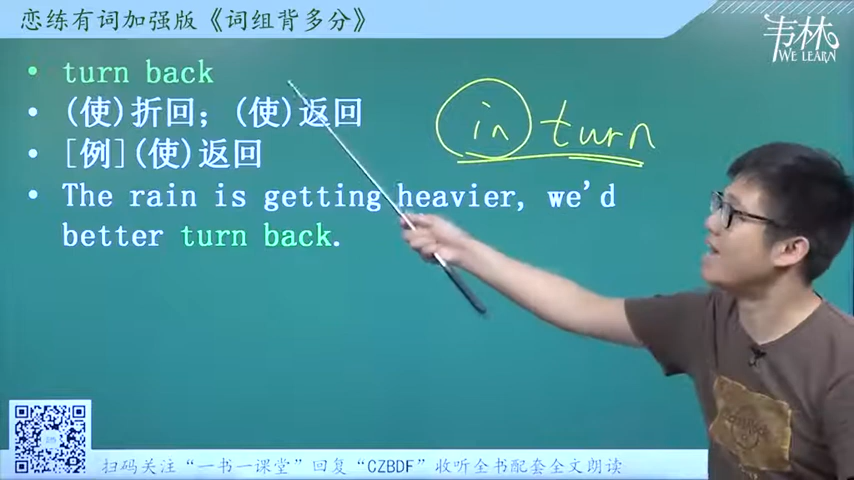 恋练有词加强版《词组背多分》
韦林
WE LEARN
• turn back
• (使)折回；(使)返回
in turn
• [例](使)返回
• The rain is getting heavier, we'd
better turn back.
扫码关注“一书一课堂”回复“CZBDF”收听全书配套全文朗读